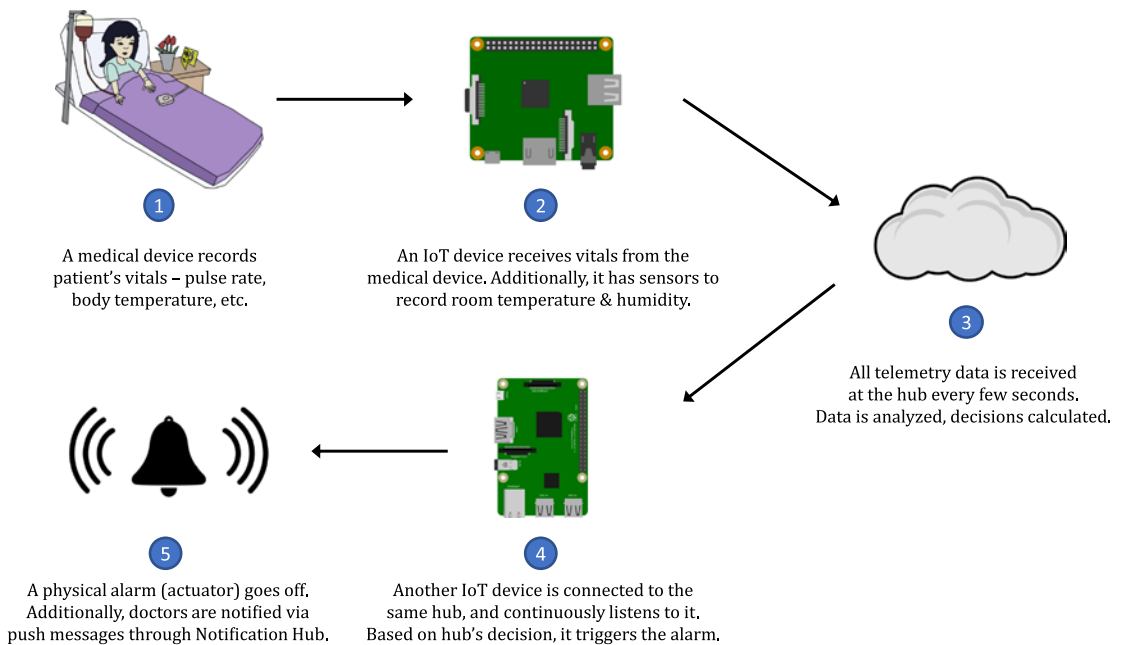 1
A medical device records
patient's vitals – pulse rate,
body temperature, etc.
2
An IoT device receives vitals from the
medical device. Additionally, it has sensors to
record room temperature & humidity.
3
All telemetry data is received
at the hub every few seconds.
Data is analyzed, decisions calculated.
4
Another IoT device is connected to the
same hub, and continuously listens to it.
Based on hub's decision, it triggers the alarm.
5
A physical alarm (actuator) goes off.
Additionally, doctors are notified via
push messages through Notification Hub.